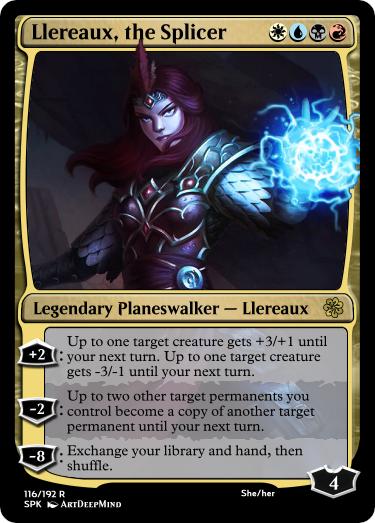 Llereaux, the Splicer
Legendary Planeswalker — Llereaux
+2: Up to one target creature gets +3/+1 until
your next turn. Up to one target creature
gets -3/-1 until your next turn.
-2: Up to two other target permanents you
control become a copy of another target
permanent until your next turn.
-8: Exchange your library and hand, then
shuffle.
4
116/192 R
She/her
SPK ArtDeepMind